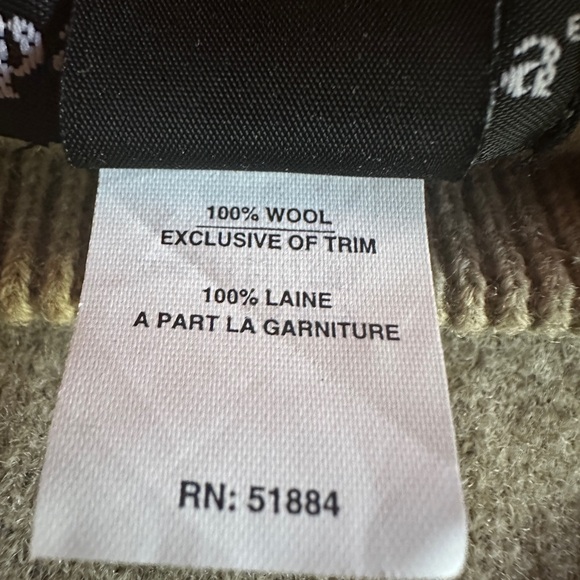 100% WOOL
EXCLUSIVE OF TRIM
100% LAINE
A PART LA GARNITURE
RN: 51884